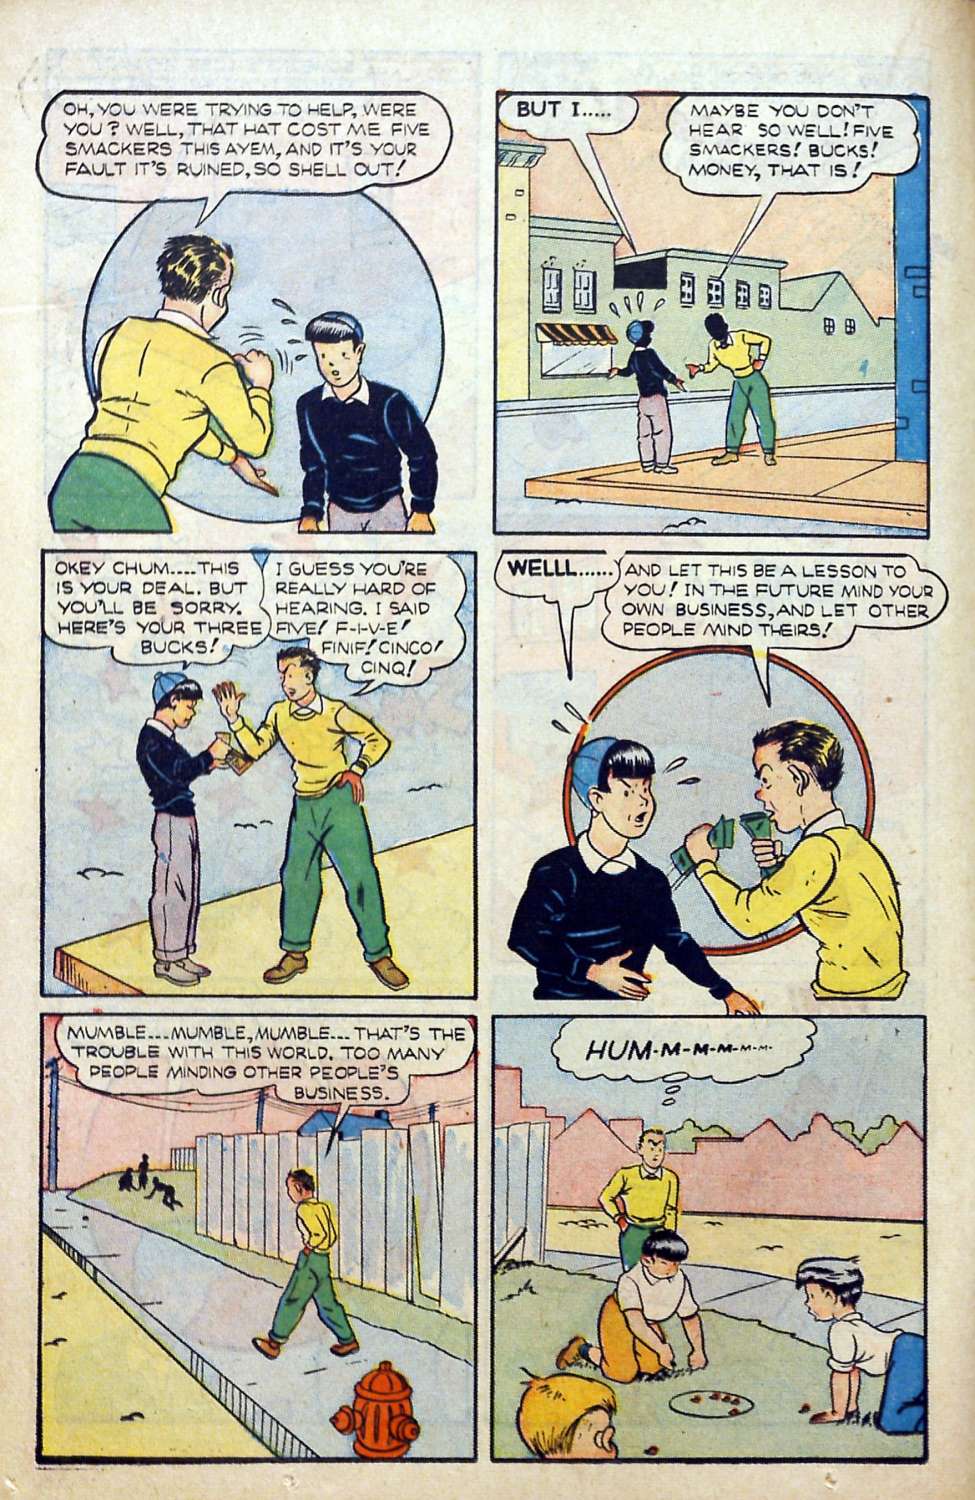 OH, YOU WERE TRYING TO HELP, WERE
YOU? WELL, THAT HAT COST ME FIVE
SMACKERS THIS AYEM, AND IT'S YOUR
FAULT IT'S RUINED, SO SHELL OUT!
BUT I.....
MAYBE YOU DON'T
HEAR SO WELL! FIVE
SMACKERS! BUCKS!
MONEY, THAT IS!
OKEY CHUM....THIS
IS YOUR DEAL. BUT
YOU'LL BE SORRY.
HERE'S YOUR THREE
BUCKS!
I GUESS YOU'RE
REALLY HARD OF
HEARING. I SAID
FIVE! F-I-V-E!
FINIF! CINCO!
CINQ!
WELLL......
AND LET THIS BE A LESSON TO
YOU! IN THE FUTURE MIND YOUR
OWN BUSINESS, AND LET OTHER
PEOPLE MIND THEIRS!
MUMBLE...MUMBLE, MUMBLE... THAT'S THE
TROUBLE WITH THIS WORLD. TOO MANY
PEOPLE MINDING OTHER PEOPLE'S
BUSINESS.
HUM-M-M-M-M-M-